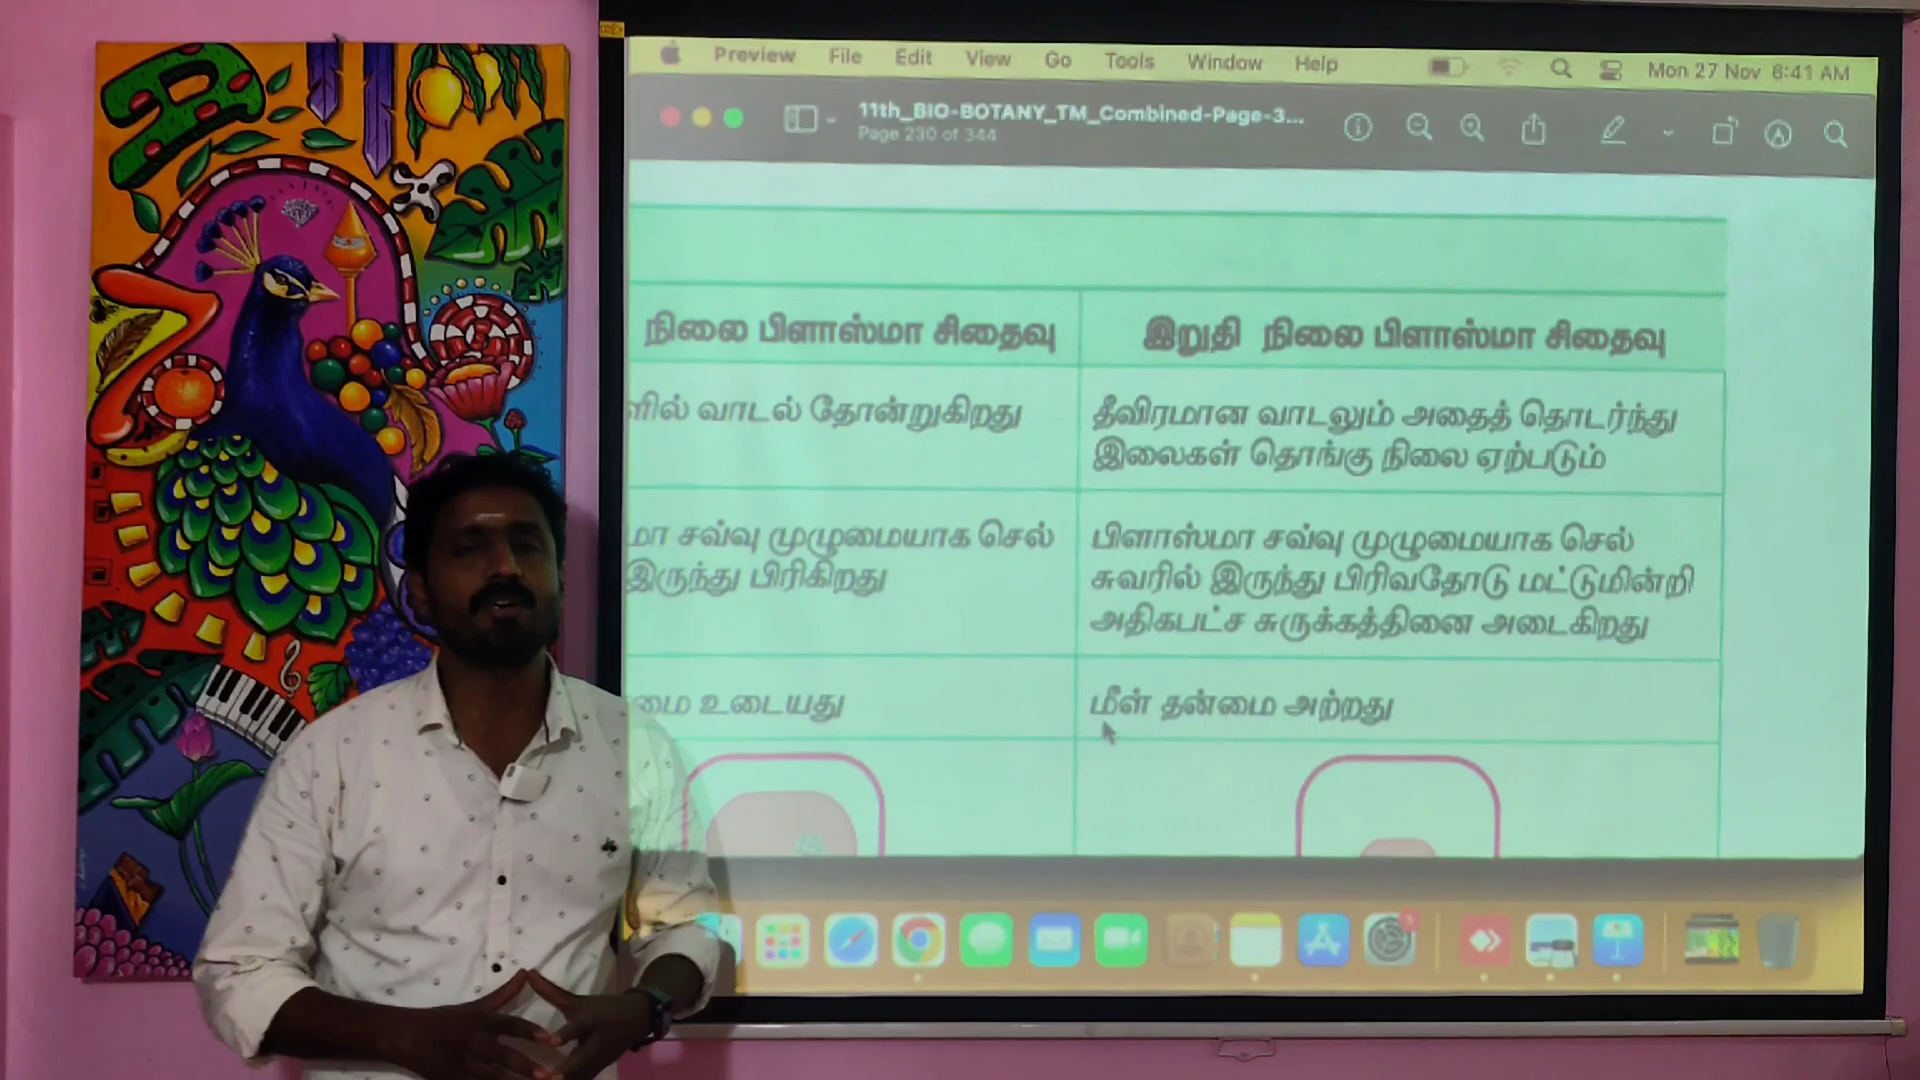 Preview File Edit View Go Tools Window Help Mon 27 Nov 8:41 AM
11th_BIO-BOTANY_TM_Combined-Page-3...
Page 230 of 344
நிலை பிளாஸ்மா சிதைவு
இறுதி நிலை பிளாஸ்மா சிதைவு
ளில் வாடல் தோன்றுகிறது
தீவிரமான வாடலும் அதைத் தொடர்ந்து
இலைகள் தொங்கு நிலை ஏற்படும்
மா சவ்வு முழுமையாக செல்
இருந்து பிரிகிறது
பிளாஸ்மா சவ்வு முழுமையாக செல்
சுவரில் இருந்து பிரிவதோடு மட்டுமின்றி
அதிகபட்ச சுருக்கத்தினை அடைகிறது
மை உடையது
மீள் தன்மை அற்றது